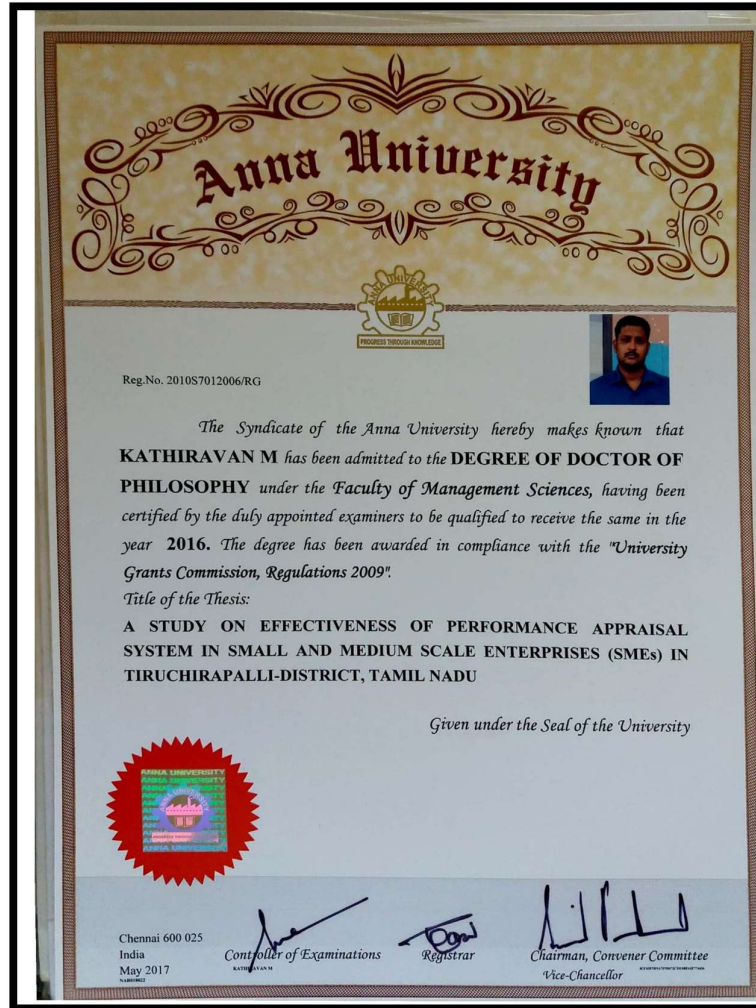 Anna University
ANNA UNIVERSITY
PROGRESS THROUGH KNOWLEDGE
Reg.No. 2010S7012006/RG
The Syndicate of the Anna University hereby makes known that
KATHIRAVAN M has been admitted to the DEGREE OF DOCTOR OF
PHILOSOPHY under the Faculty of Management Sciences, having been
certified by the duly appointed examiners to be qualified to receive the same in the
year 2016. The degree has been awarded in compliance with the "University
Grants Commission, Regulations 2009".
Title of the Thesis:
A STUDY ON EFFECTIVENESS OF PERFORMANCE APPRAISAL
SYSTEM IN SMALL AND MEDIUM SCALE ENTERPRISES (SMEs) IN
TIRUCHIRAPALLI-DISTRICT, TAMIL NADU
Given under the Seal of the University
ANNA UNIVERSITY
Chennai 600 025
India
May 2017
Controller of Examinations
KATHIRAVAN M
Registrar
Chairman, Convener Committee
Vice-Chancellor